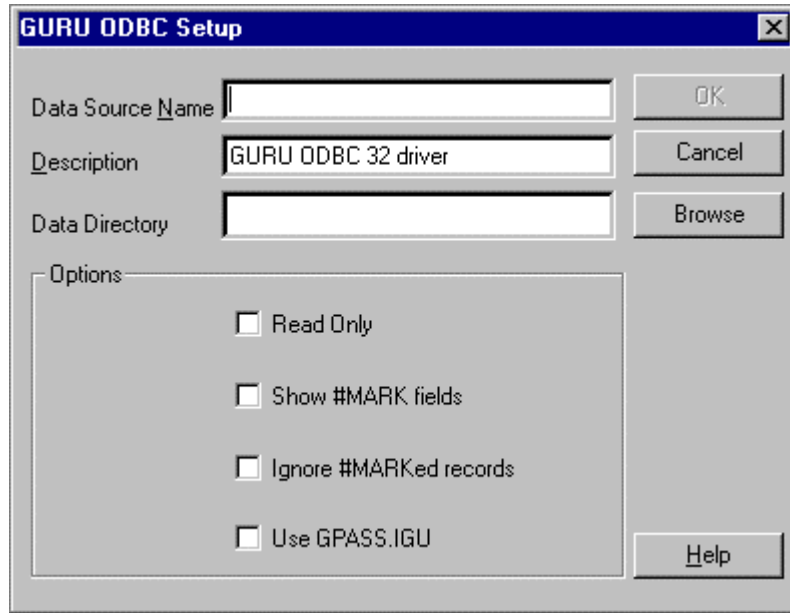 GURU ODBC Setup
Data Source Name
OK
Description
GURU ODBC 32 driver
Cancel
Data Directory
Browse
Options
Read Only
Show #MARK fields
Ignore #MARKed records
Use GPASS.IGU
Help